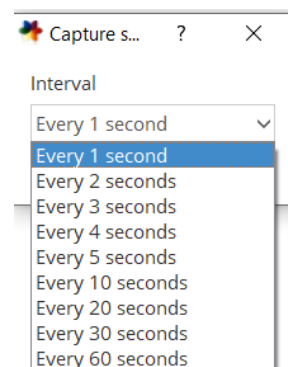 Capture s... ?
Interval
Every 1 second
Every 1 second
Every 2 seconds
Every 3 seconds
Every 4 seconds
Every 5 seconds
Every 10 seconds
Every 20 seconds
Every 30 seconds
Every 60 seconds